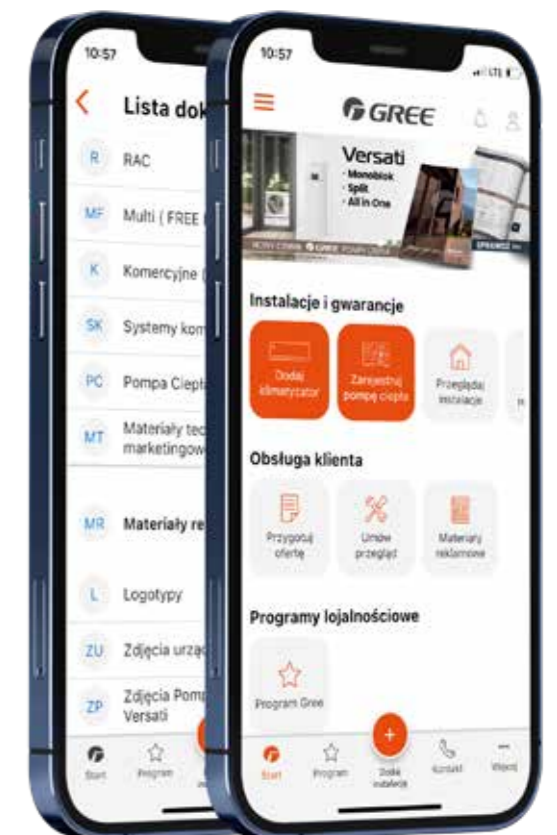 10:57
Lista dok
R RAC
MF Multi ( FREE
K Komercyjne (
SK Systemy kom
PC Pompa Ciepł
MT Materiały tec
marketingow
MR Materiały re
L Logotypy
ZU Zdjęcia urząd
ZP Zdjęcia Pomp
Versati
Start Program
10:57
LTE
GREE
Versati
· Monoblok
· Split
· All in One
SPRAWDŹ
Instalacje i gwarancje
Dodaj
klimatyzator
Zarejestruj
pompę ciepła
Przeglądaj
instalacje
Obsługa klienta
Przygotuj
ofertę
Umów
przegląd
Materiały
reklamowe
Programy lojalnościowe
Program Gree
+
Start Program Dodaj
instalację
Kontakt Więcej